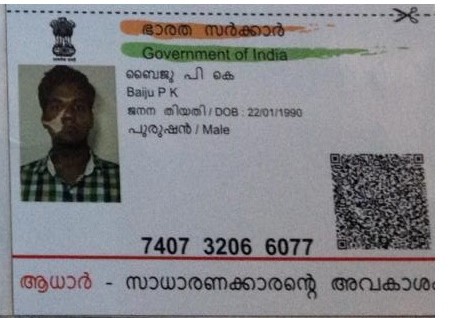 ഭാരത സർക്കാർ
Government of India
ബൈജു പി കെ
Baiju P K
ജനന തിയതി / DOB : 22/01/1990
പുരുഷൻ / Male
7407 3206 6077
ആധാർ - സാധാരണക്കാരന്റെ അവകാശം